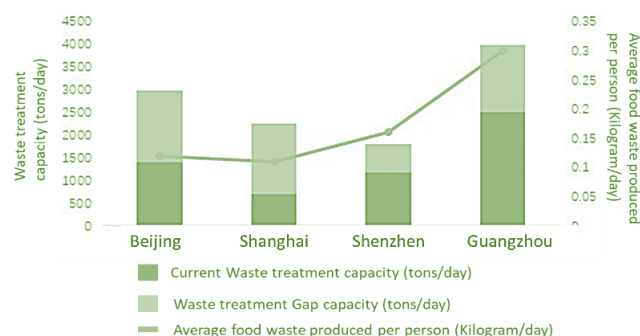 4500
4000
3500
3000
2500
2000
1500
1000
500
0
Waste treatment
capacity (tons/day)
0.35
0.3
0.25
0.2
0.15
0.1
0.05
0
Average food waste produced
per person (Kilogram/day)
Beijing Shanghai Shenzhen Guangzhou
Current Waste treatment capacity (tons/day)
Waste treatment Gap capacity (tons/day)
Average food waste produced per person (Kilogram/day)